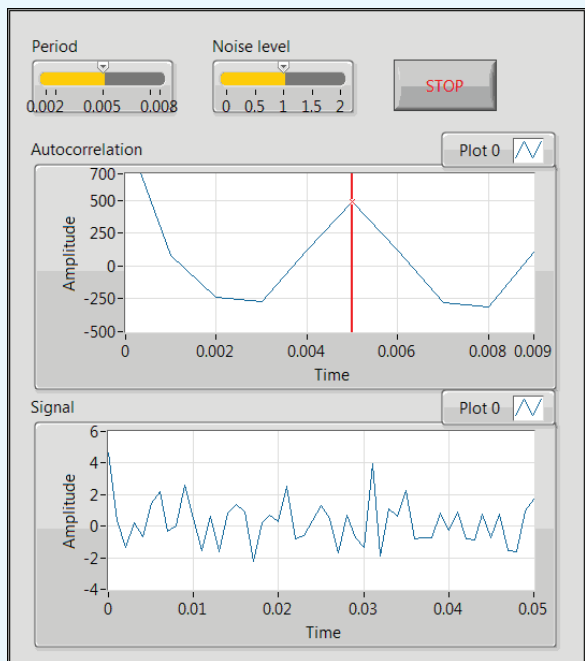 Period
Noise level
0.002 0.005 0.008
0 0.5 1 1.5 2
STOP
Autocorrelation
Plot 0
700
500
250
0
-250
-500
Amplitude
0 0.002 0.004 0.006 0.008 0.009
Time
Signal
Plot 0
6
4
2
0
-2
-4
Amplitude
0 0.01 0.02 0.03 0.04 0.05
Time